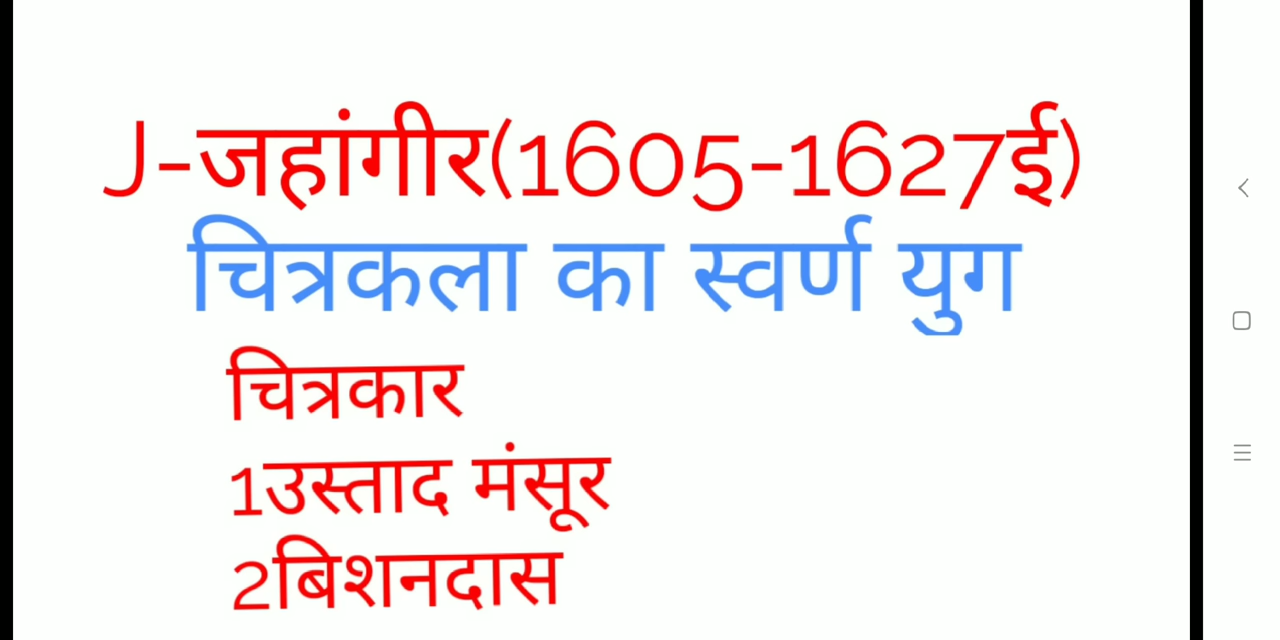 J-जहांगीर(1605-1627ई)
चित्रकला का स्वर्ण युग
चित्रकार
1उस्ताद मंसूर
2बिशनदास